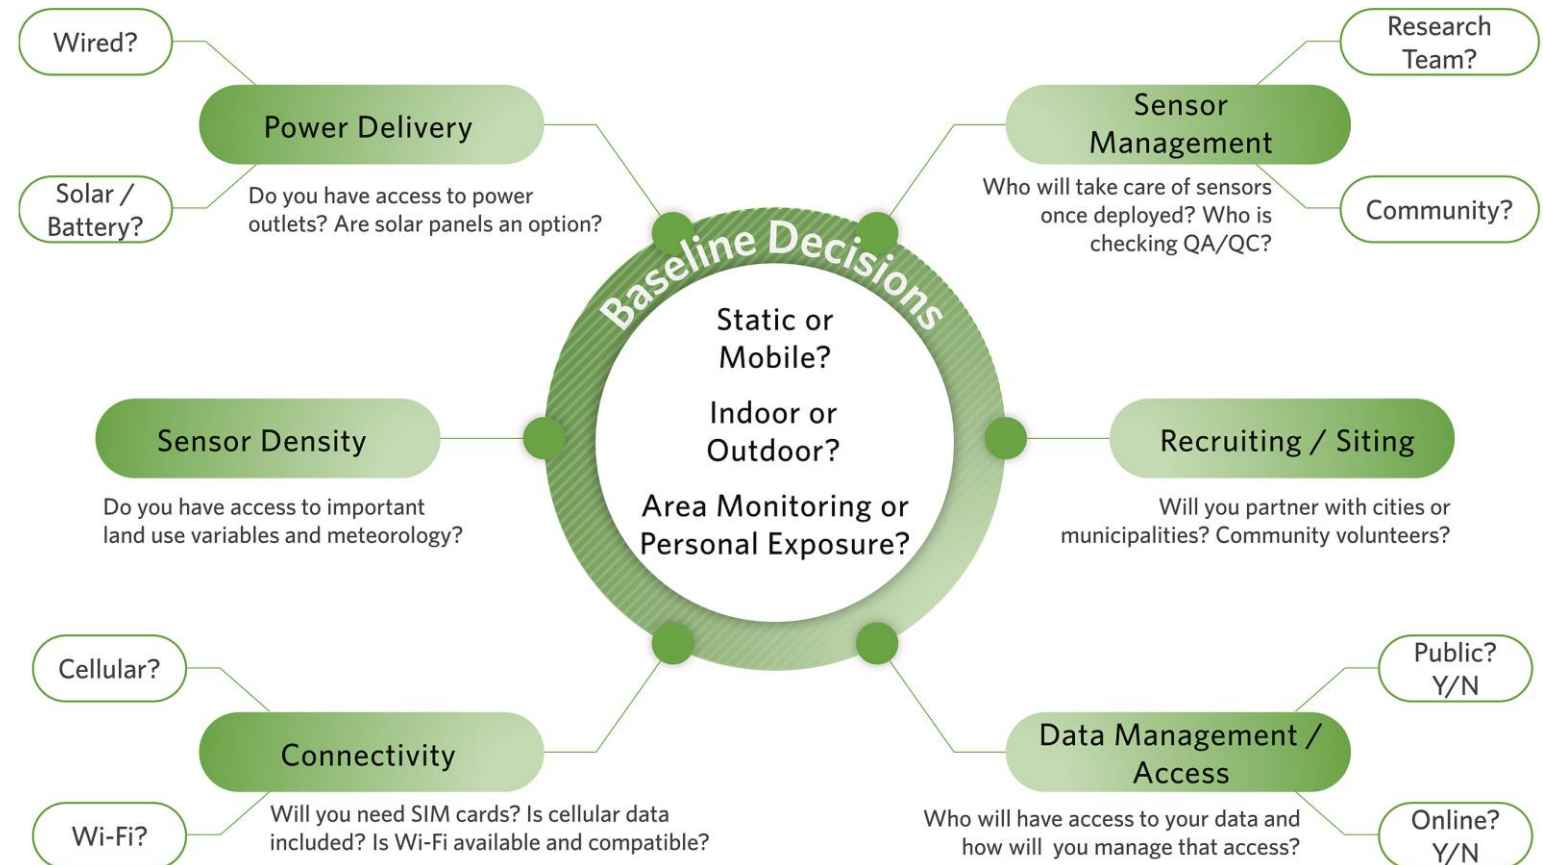 Wired?
Power Delivery
Solar /
Battery?
Do you have access to power
outlets? Are solar panels an option?
Research
Team?
Sensor
Management
Community?
Who will take care of sensors
once deployed? Who is
checking QA/QC?
Baseline Decisions
Static or
Mobile?
Indoor or
Outdoor?
Area Monitoring or
Personal Exposure?
Sensor Density
Do you have access to important
land use variables and meteorology?
Recruiting / Siting
Will you partner with cities or
municipalities? Community volunteers?
Cellular?
Connectivity
Wi-Fi?
Will you need SIM cards? Is cellular data
included? Is Wi-Fi available and compatible?
Public?
Y/N
Data Management /
Access
Online?
Y/N
Who will have access to your data and
how will you manage that access?